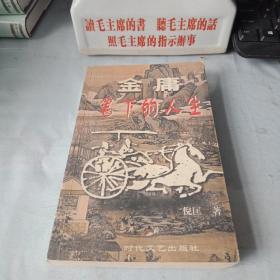 讀毛主席的書 聽毛主席的話
照毛主席的指示辦事
金庸
笔下的人生
倪匡 著
时代文艺出版社